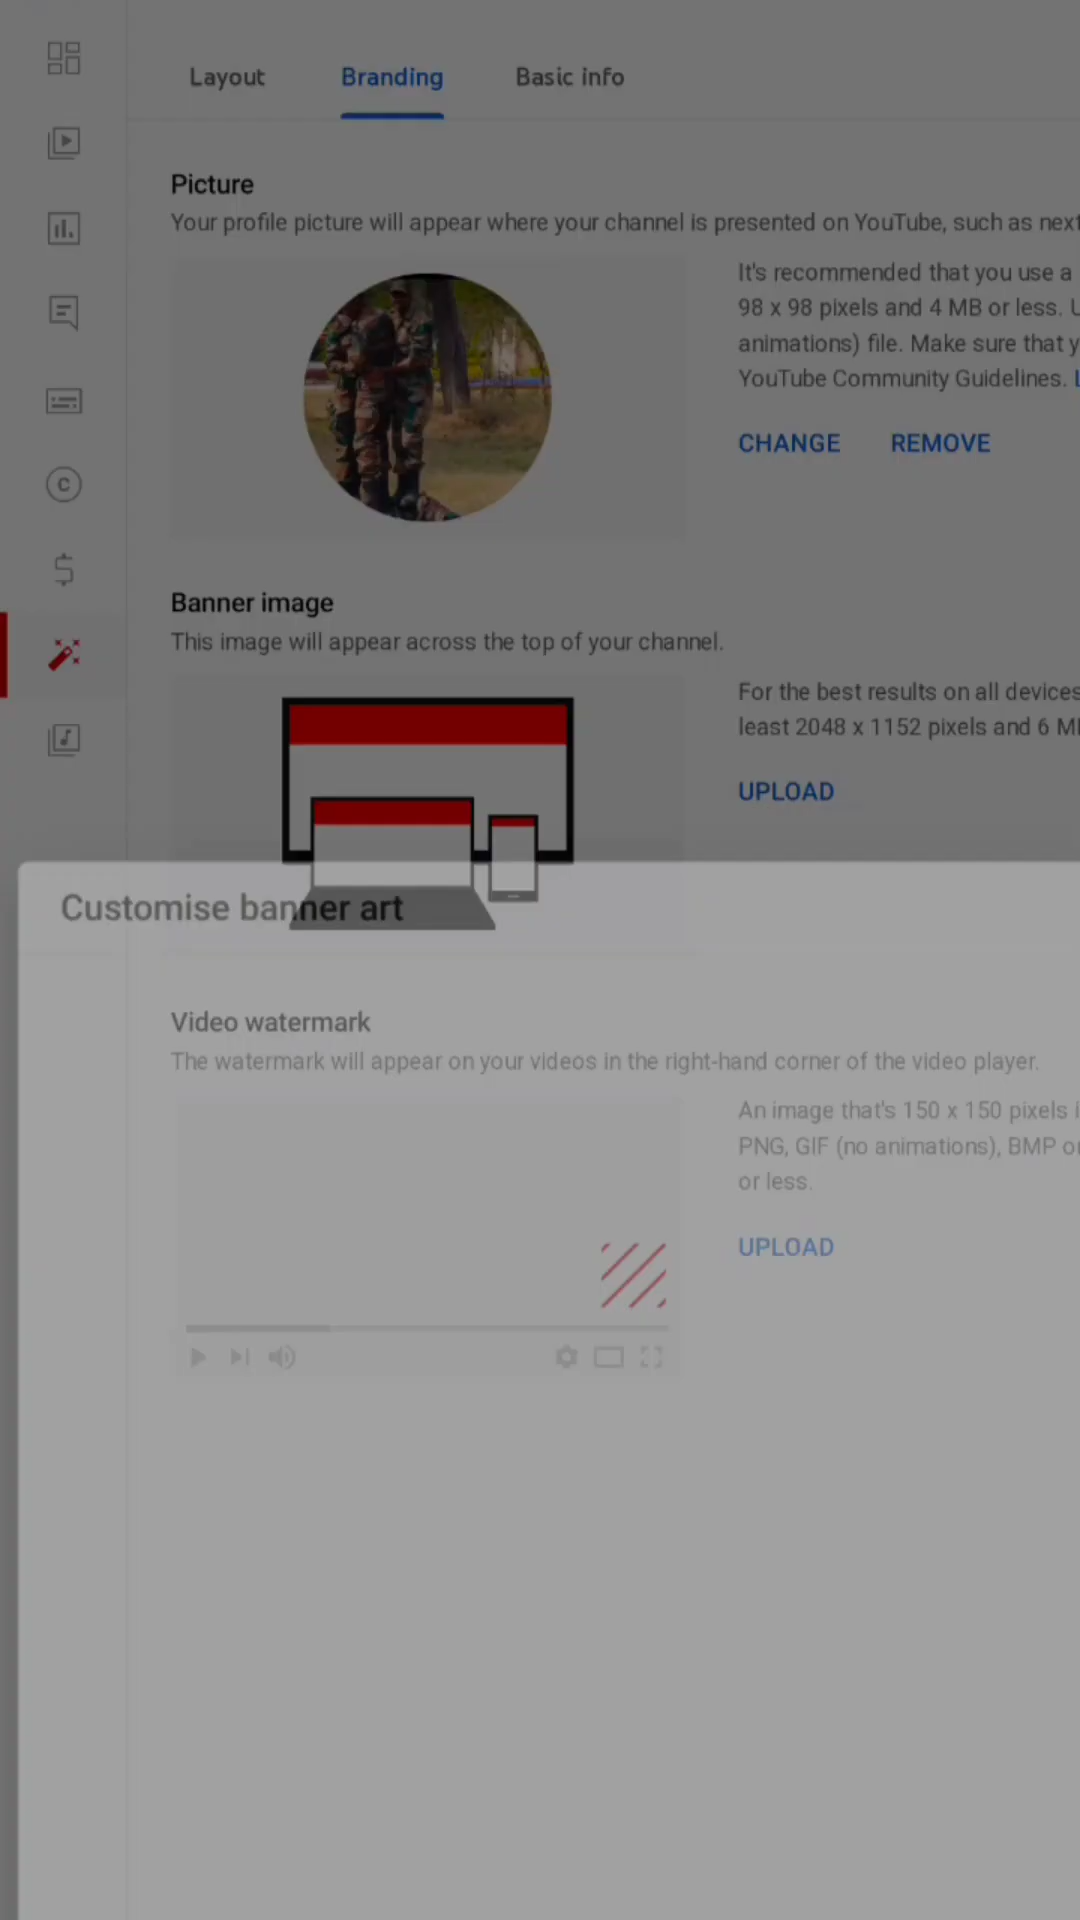 Layout Branding Basic info
Picture
Your profile picture will appear where your channel is presented on YouTube, such as next
It's recommended that you use a
98 x 98 pixels and 4 MB or less. U
animations) file. Make sure that y
YouTube Community Guidelines. L
CHANGE REMOVE
Banner image
This image will appear across the top of your channel.
For the best results on all devices
least 2048 x 1152 pixels and 6 M
UPLOAD
Customise banner art
Video watermark
The watermark will appear on your videos in the right-hand corner of the video player.
An image that's 150 x 150 pixels i
PNG, GIF (no animations), BMP or
or less.
UPLOAD